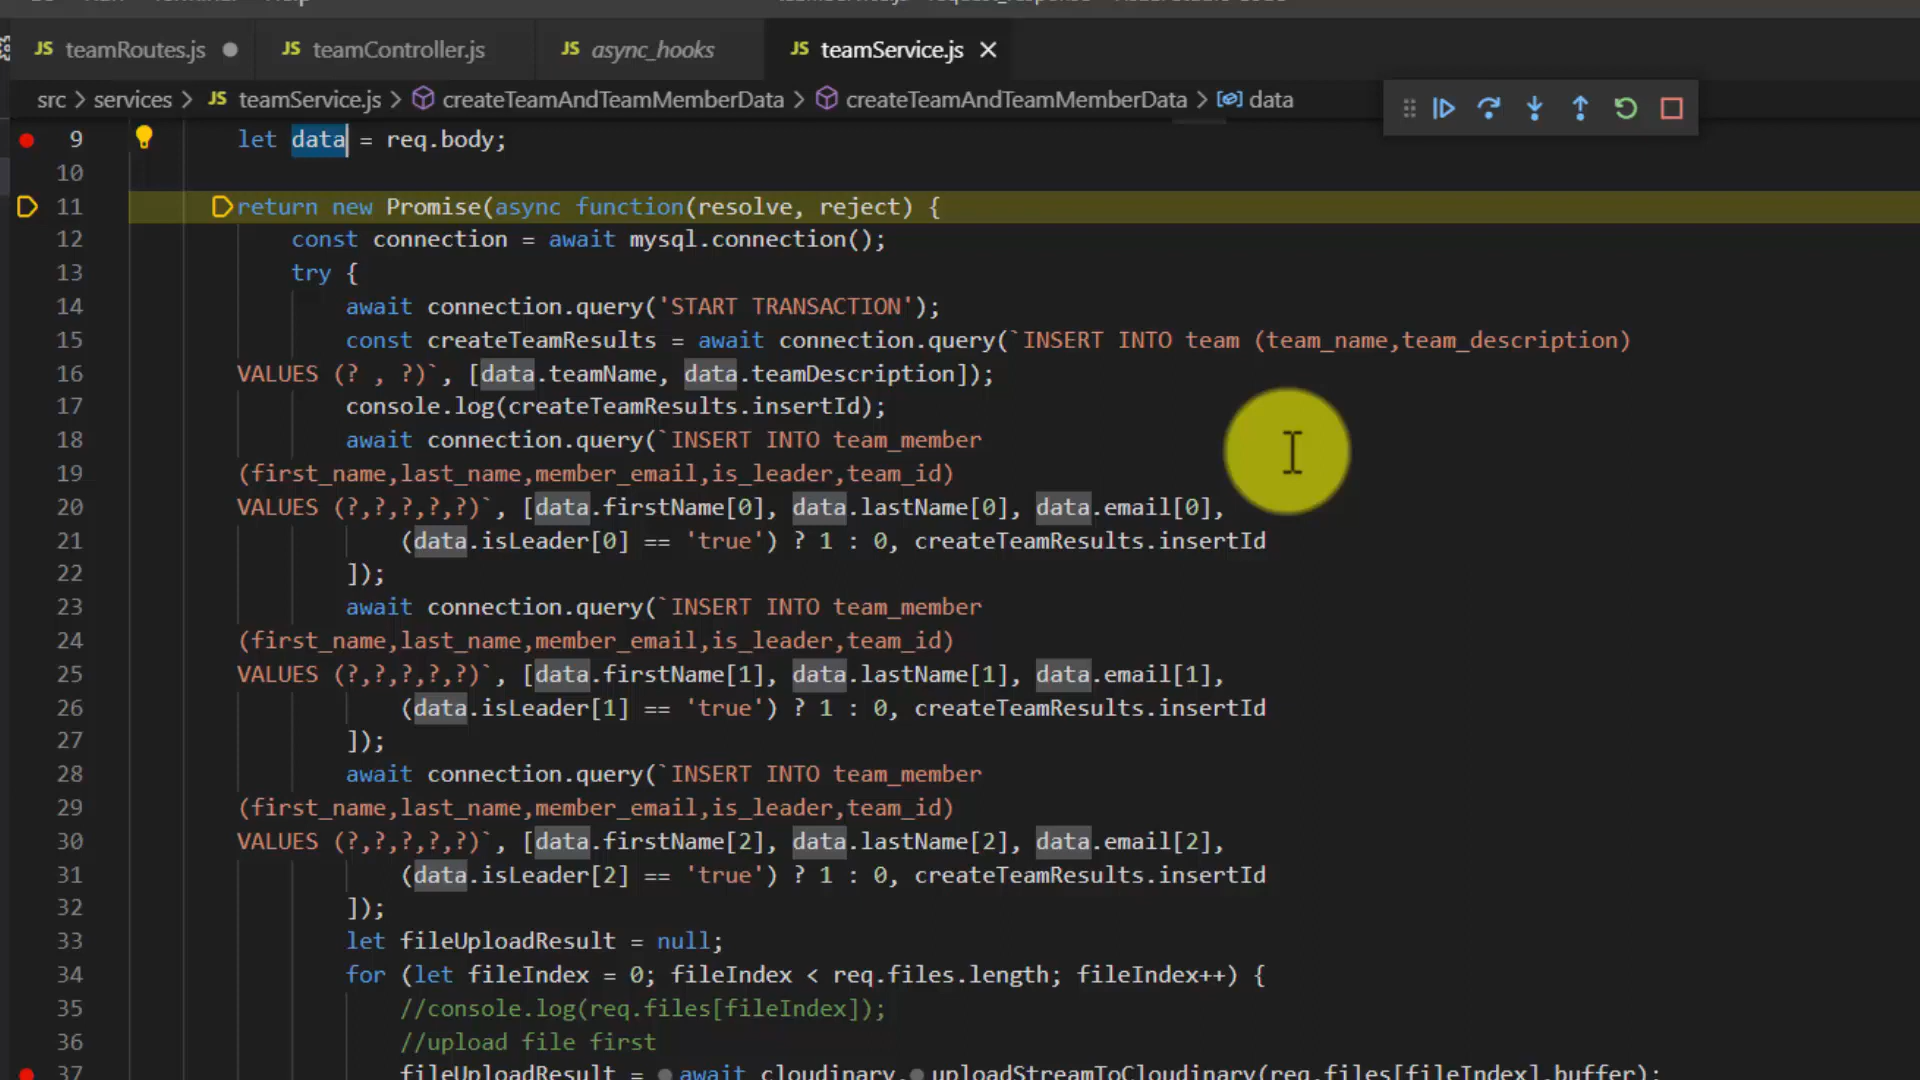 JS teamRoutes.js JS teamController.js JS async_hooks JS teamService.js
src > services > JS teamService.js > createTeamAndTeamMemberData > createTeamAndTeamMemberData > data
9 let data = req.body;
10
11 return new Promise(async function(resolve, reject) {
12 const connection = await mysql.connection();
13 try {
14 await connection.query('START TRANSACTION');
15 const createTeamResults = await connection.query(`INSERT INTO team (team_name,team_description)
16 VALUES (? , ?)`, [data.teamName, data.teamDescription]);
17 console.log(createTeamResults.insertId);
18 await connection.query(`INSERT INTO team_member
19 (first_name,last_name,member_email,is_leader,team_id)
20 VALUES (?,?,?,?,?)`, [data.firstName[0], data.lastName[0], data.email[0],
21 (data.isLeader[0] == 'true') ? 1 : 0, createTeamResults.insertId
22 ]);
23 await connection.query(`INSERT INTO team_member
24 (first_name,last_name,member_email,is_leader,team_id)
25 VALUES (?,?,?,?,?)`, [data.firstName[1], data.lastName[1], data.email[1],
26 (data.isLeader[1] == 'true') ? 1 : 0, createTeamResults.insertId
27 ]);
28 await connection.query(`INSERT INTO team_member
29 (first_name,last_name,member_email,is_leader,team_id)
30 VALUES (?,?,?,?,?)`, [data.firstName[2], data.lastName[2], data.email[2],
31 (data.isLeader[2] == 'true') ? 1 : 0, createTeamResults.insertId
32 ]);
33 let fileUploadResult = null;
34 for (let fileIndex = 0; fileIndex < req.files.length; fileIndex++) {
35 //console.log(req.files[fileIndex]);
36 //upload file first
37 fileUploadResult = await cloudinary.uploadStreamToCloudinary(req.files[fileIndex].buffer);